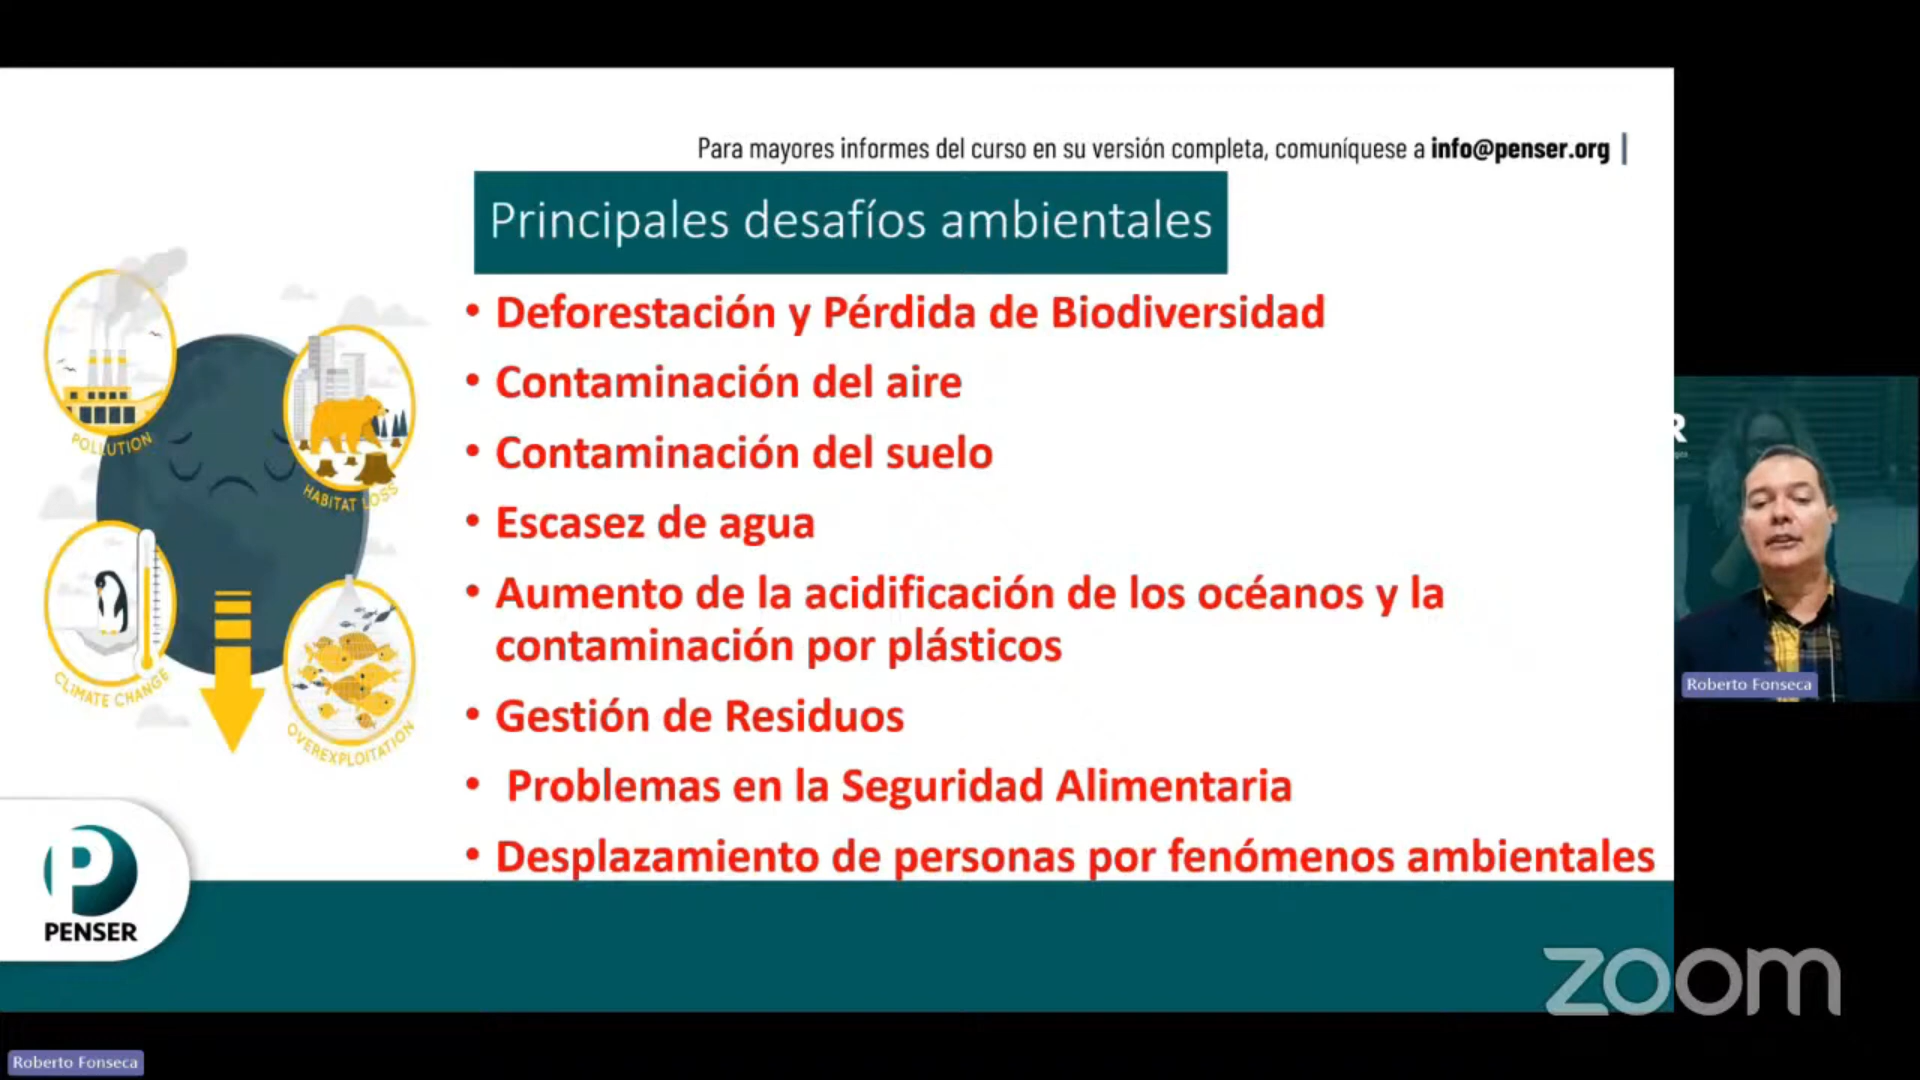 Para mayores informes del curso en su versión completa, comuníquese a info@penser.org
Principales desafíos ambientales
• Deforestación y Pérdida de Biodiversidad
• Contaminación del aire
• Contaminación del suelo
• Escasez de agua
• Aumento de la acidificación de los océanos y la
contaminación por plásticos
• Gestión de Residuos
• Problemas en la Seguridad Alimentaria
• Desplazamiento de personas por fenómenos ambientales
POLLUTION
HABITAT LOSS
CLIMATE CHANGE
OVEREXPLOITATION
P
PENSER
R
Roberto Fonseca
zoom
Roberto Fonseca